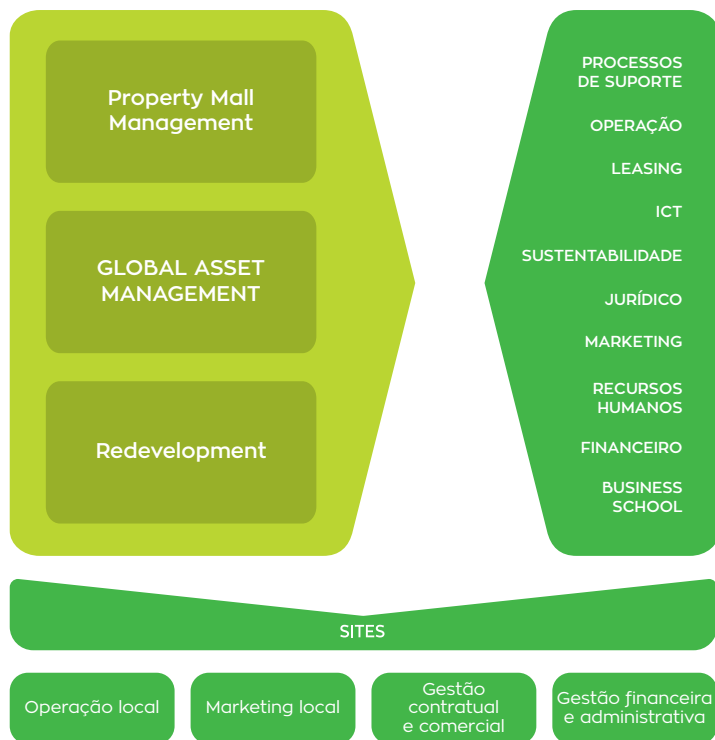 Property Mall
Management
GLOBAL ASSET
MANAGEMENT
Redevelopment
PROCESSOS
DE SUPORTE
OPERAÇÃO
LEASING
ICT
SUSTENTABILIDADE
JURÍDICO
MARKETING
RECURSOS
HUMANOS
FINANCEIRO
BUSINESS
SCHOOL
SITES
Operação local
Marketing local
Gestão
contratual
e comercial
Gestão financeira
e administrativa